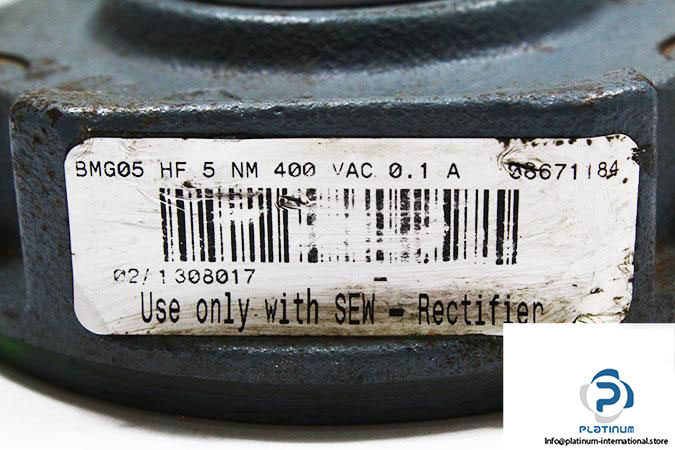 BMG05 HF 5 NM 400 VAC 0.1 A 08671184
02/1308017 -
Use only with SEW - Rectifier
PLATINUM
Info@platinum-international.store